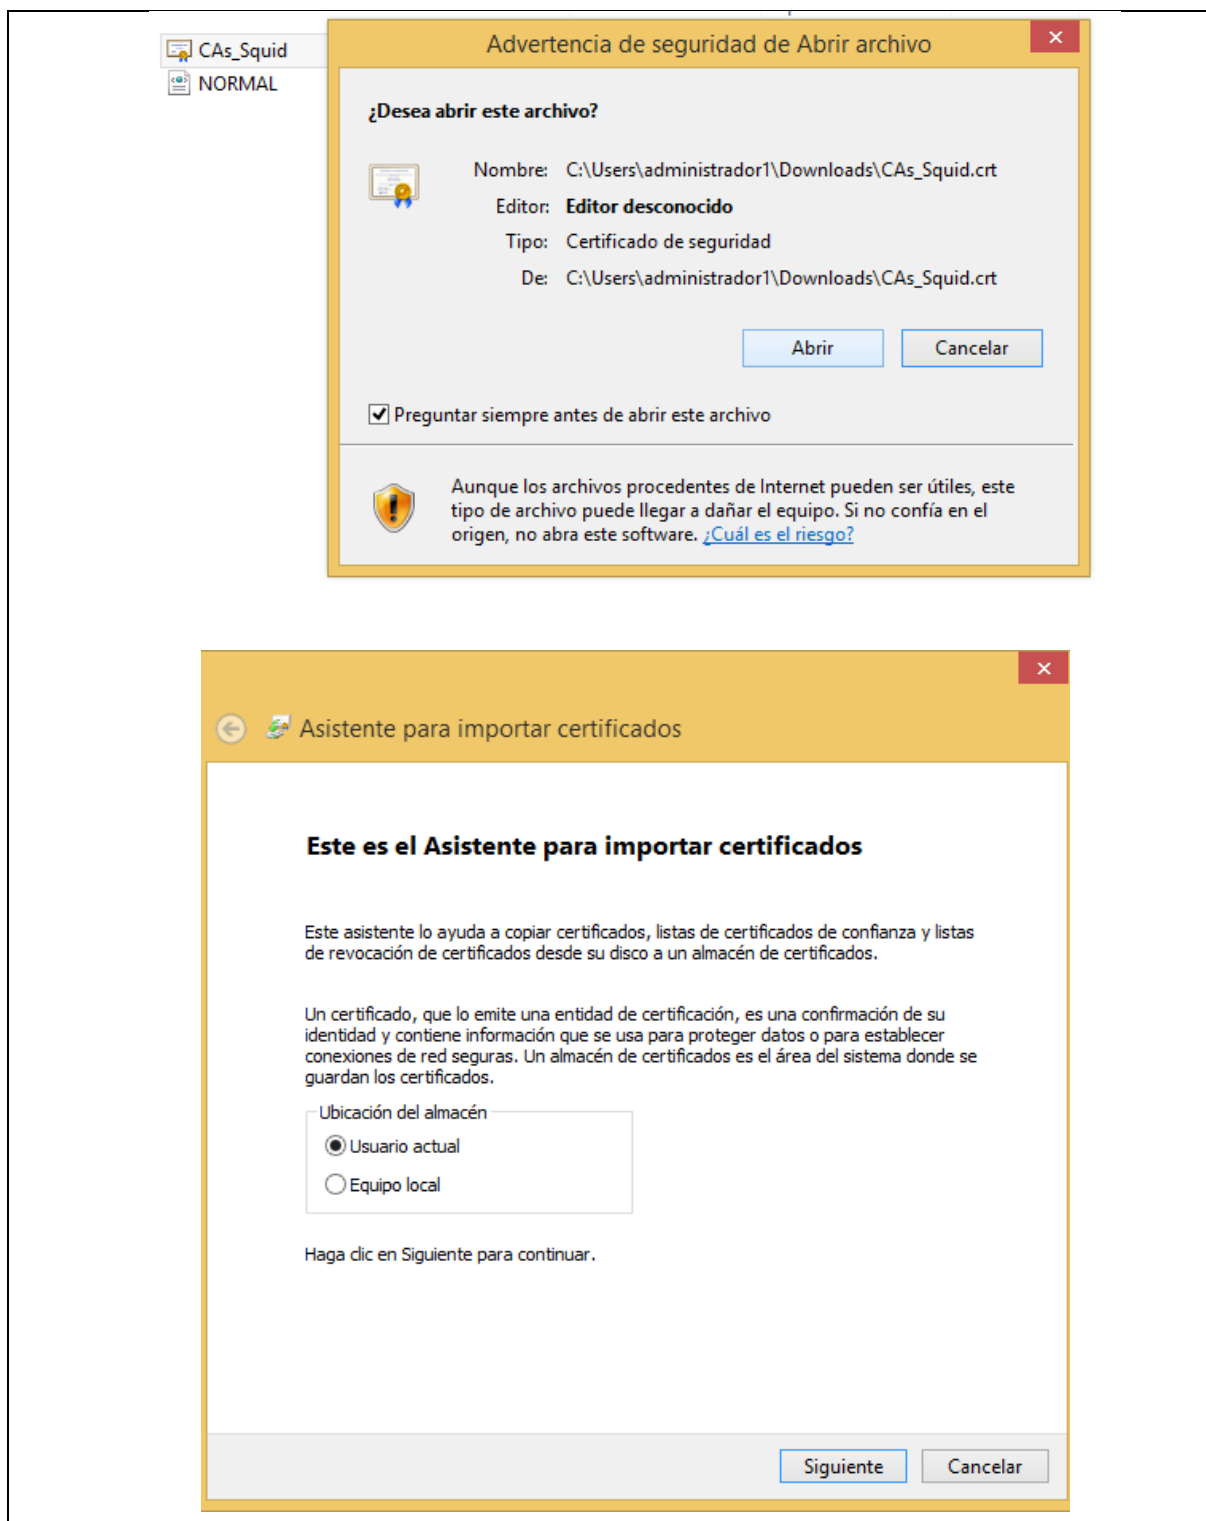 CAs_Squid
NORMAL
Advertencia de seguridad de Abrir archivo
¿Desea abrir este archivo?
Nombre: C:\Users\administrador1\Downloads\CAs_Squid.crt
Editor: Editor desconocido
Tipo: Certificado de seguridad
De: C:\Users\administrador1\Downloads\CAs_Squid.crt
Abrir Cancelar
Preguntar siempre antes de abrir este archivo
Aunque los archivos procedentes de Internet pueden ser útiles, este
tipo de archivo puede llegar a dañar el equipo. Si no confía en el
origen, no abra este software. ¿Cuál es el riesgo?
Asistente para importar certificados
Este es el Asistente para importar certificados
Este asistente lo ayuda a copiar certificados, listas de certificados de confianza y listas
de revocación de certificados desde su disco a un almacén de certificados.
Un certificado, que lo emite una entidad de certificación, es una confirmación de su
identidad y contiene información que se usa para proteger datos o para establecer
conexiones de red seguras. Un almacén de certificados es el área del sistema donde se
guardan los certificados.
Ubicación del almacén
Usuario actual
Equipo local
Haga clic en Siguiente para continuar.
Siguiente Cancelar